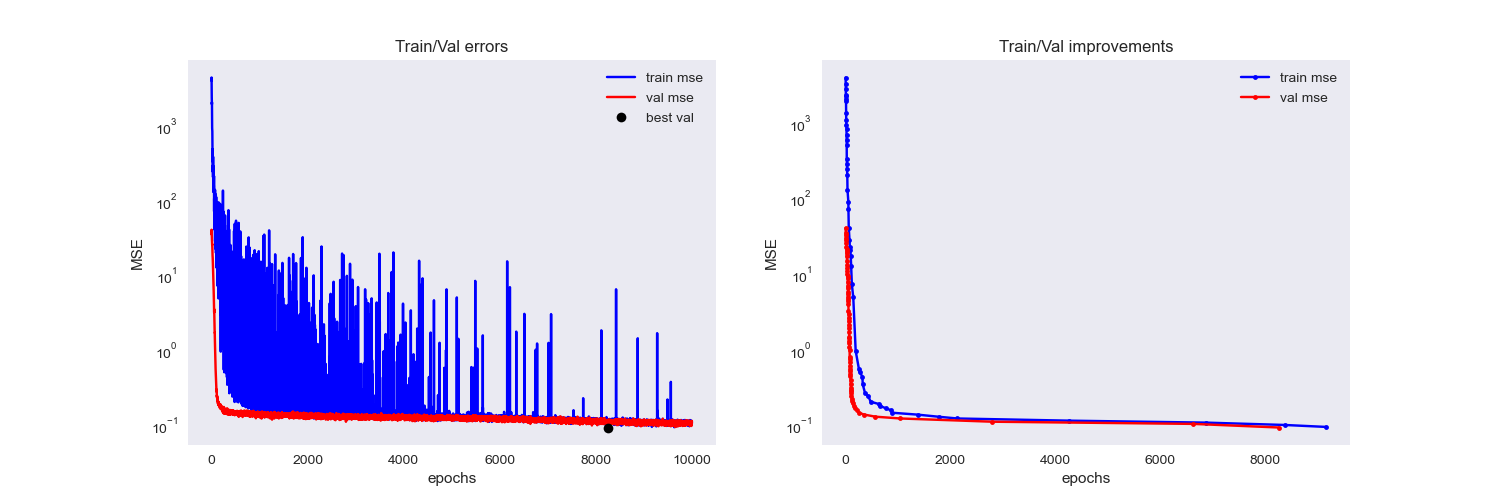 Train/Val errors
train mse
val mse
best val
10^3
10^2
10^1
10^0
10^−1
MSE
0 2000 4000 6000 8000 10000
epochs
Train/Val improvements
train mse
val mse
10^3
10^2
10^1
10^0
10^−1
MSE
0 2000 4000 6000 8000
epochs